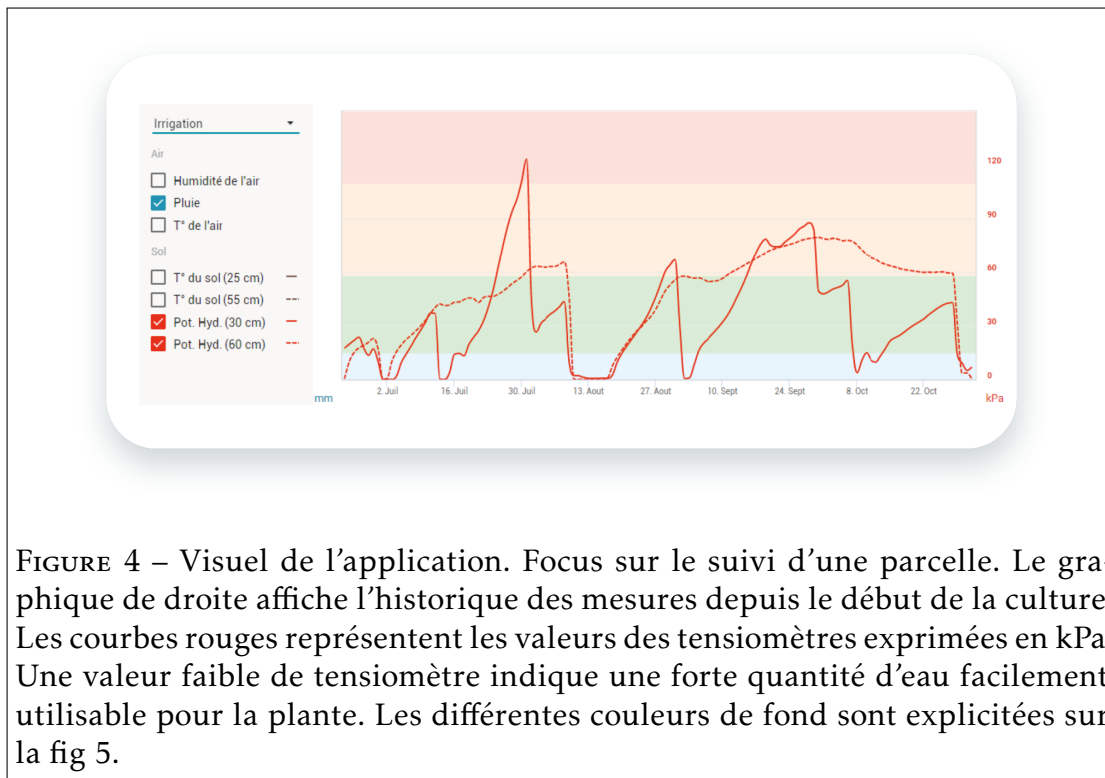 Irrigation
Air
Humidité de l'air
Pluie
T° de l'air
Sol
T° du sol (25 cm)
T° du sol (55 cm)
Pot. Hyd. (30 cm)
Pot. Hyd. (60 cm)
120
90
60
30
0
mm
2. Juil
16. Juil
30. Juil
13. Aout
27. Aout
10. Sept
24. Sept
8. Oct
22. Oct
kPa
FIGURE 4 – Visuel de l'application. Focus sur le suivi d'une parcelle. Le gra-
phique de droite affiche l'historique des mesures depuis le début de la culture
Les courbes rouges représentent les valeurs des tensiomètres exprimées en kPa
Une valeur faible de tensiomètre indique une forte quantité d'eau facilement
utilisable pour la plante. Les différentes couleurs de fond sont explicitées sur
la fig 5.